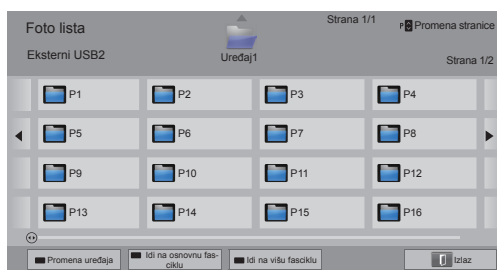 Foto lista
Strana 1/1
P Promena stranice
Eksterni USB2
Uređaj1
Strana 1/2
P1
P2
P3
P4
P5
P6
P7
P8
P9
P10
P11
P12
P13
P14
P15
P16
Promena uređaja
Idi na osnovnu fas-
ciklu
Idi na višu fasciklu
Izlaz